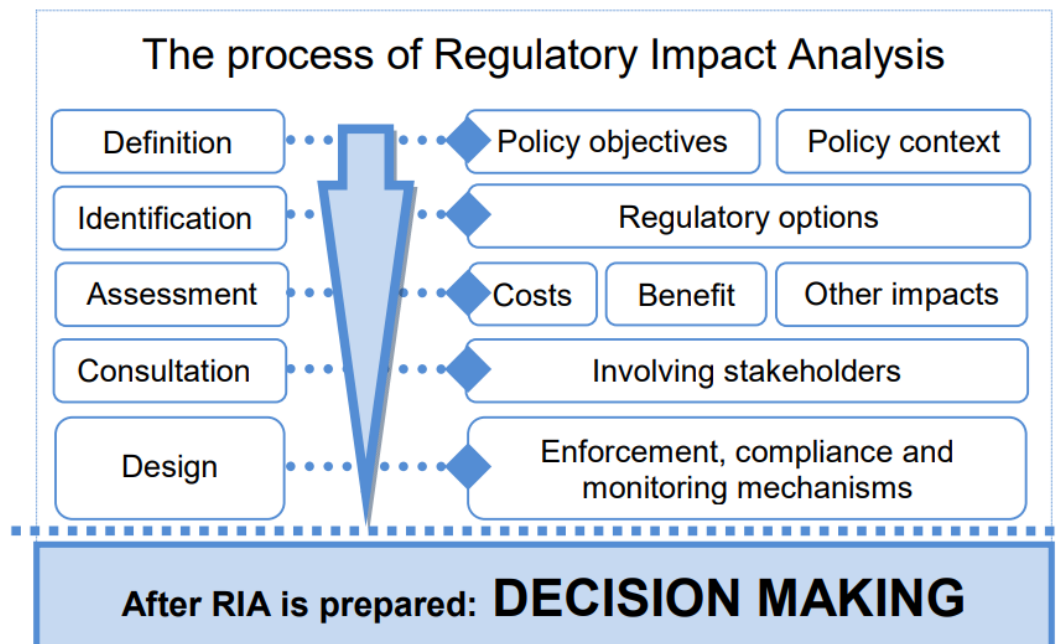 The process of Regulatory Impact Analysis
Definition
Policy objectives
Policy context
Identification
Regulatory options
Assessment
Costs
Benefit
Other impacts
Consultation
Involving stakeholders
Design
Enforcement, compliance and
monitoring mechanisms
After RIA is prepared: DECISION MAKING